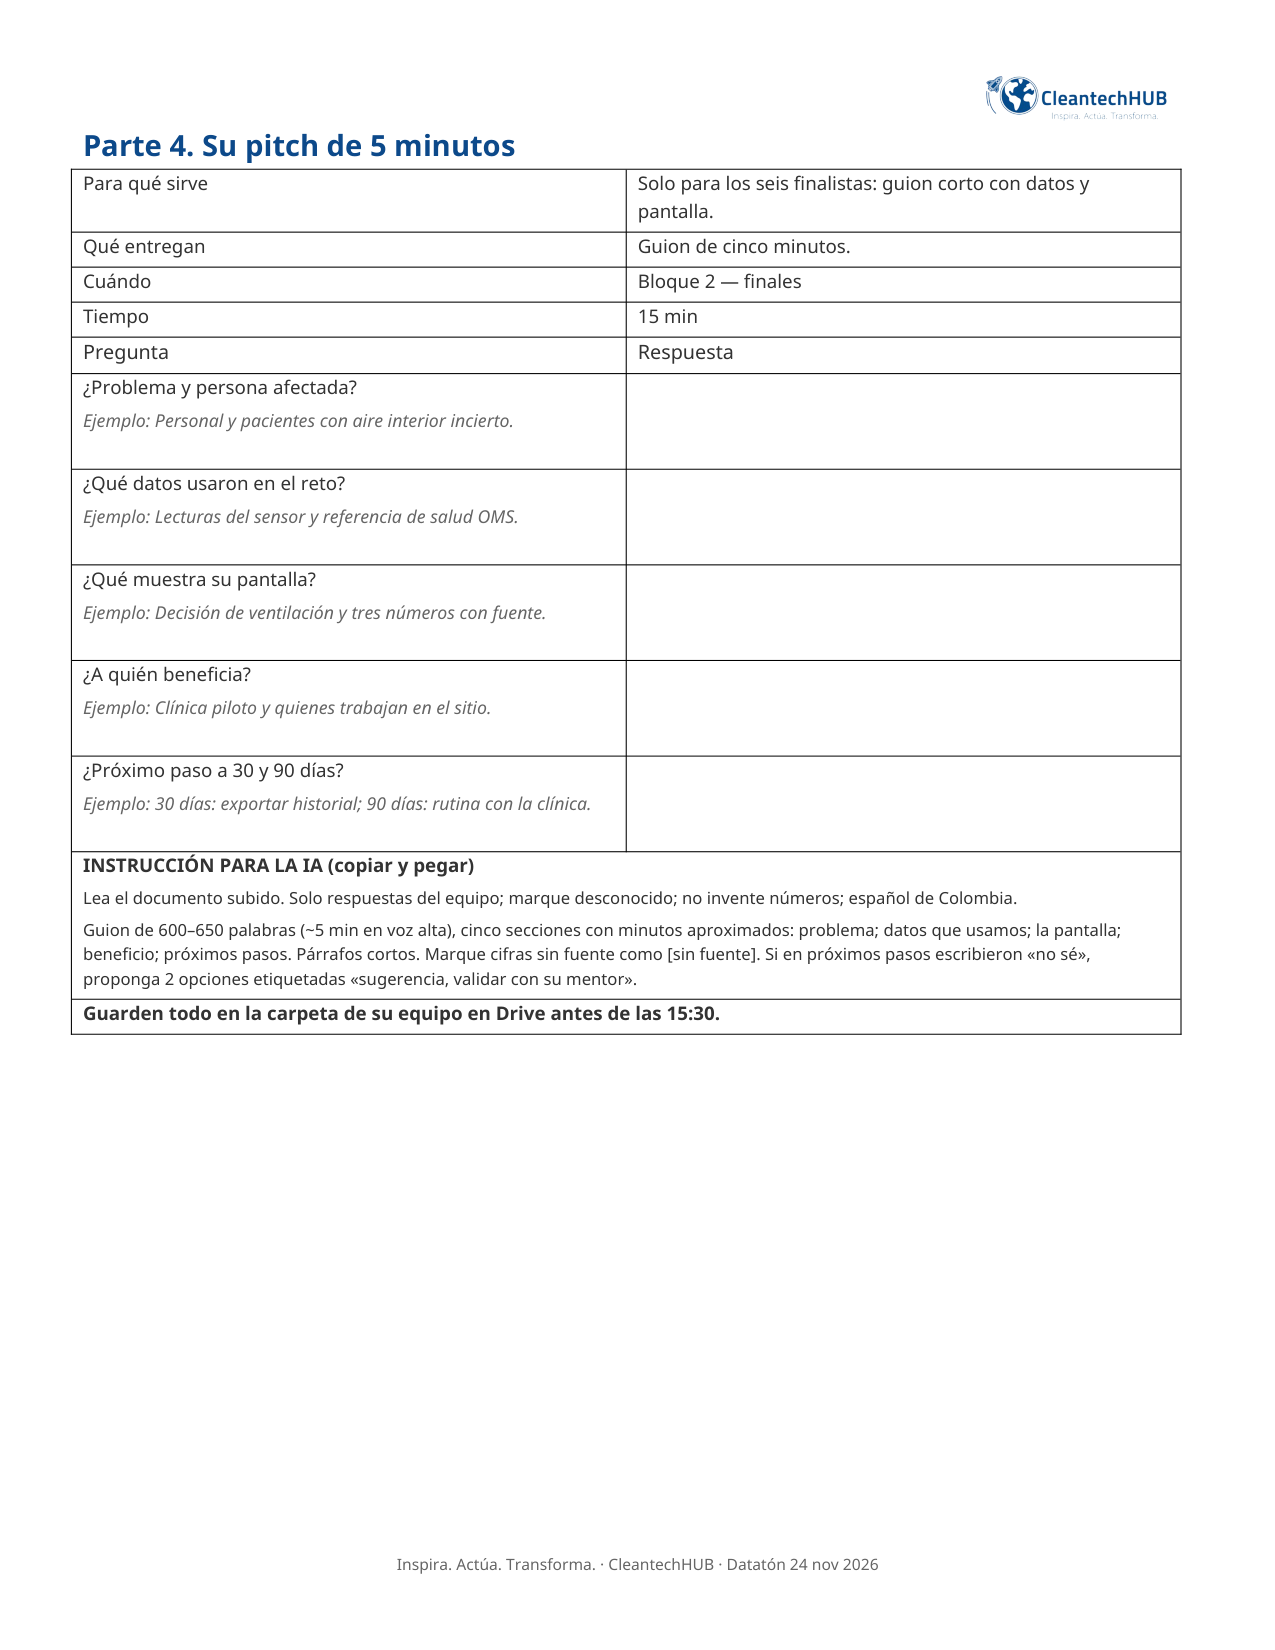 CleantechHUB
Inspira. Actúa. Transforma.
Parte 4. Su pitch de 5 minutos
Para qué sirve
Solo para los seis finalistas: guion corto con datos y
pantalla.
Qué entregan
Guion de cinco minutos.
Cuándo
Bloque 2 — finales
Tiempo
15 min
Pregunta
Respuesta
¿Problema y persona afectada?
Ejemplo: Personal y pacientes con aire interior incierto.
¿Qué datos usaron en el reto?
Ejemplo: Lecturas del sensor y referencia de salud OMS.
¿Qué muestra su pantalla?
Ejemplo: Decisión de ventilación y tres números con fuente.
¿A quién beneficia?
Ejemplo: Clínica piloto y quienes trabajan en el sitio.
¿Próximo paso a 30 y 90 días?
Ejemplo: 30 días: exportar historial; 90 días: rutina con la clínica.
INSTRUCCIÓN PARA LA IA (copiar y pegar)
Lea el documento subido. Solo respuestas del equipo; marque desconocido; no invente números; español de Colombia.
Guion de 600–650 palabras (~5 min en voz alta), cinco secciones con minutos aproximados: problema; datos que usamos; la pantalla;
beneficio; próximos pasos. Párrafos cortos. Marque cifras sin fuente como [sin fuente]. Si en próximos pasos escribieron «no sé»,
proponga 2 opciones etiquetadas «sugerencia, validar con su mentor».
Guarden todo en la carpeta de su equipo en Drive antes de las 15:30.
Inspira. Actúa. Transforma. · CleantechHUB · Datatón 24 nov 2026